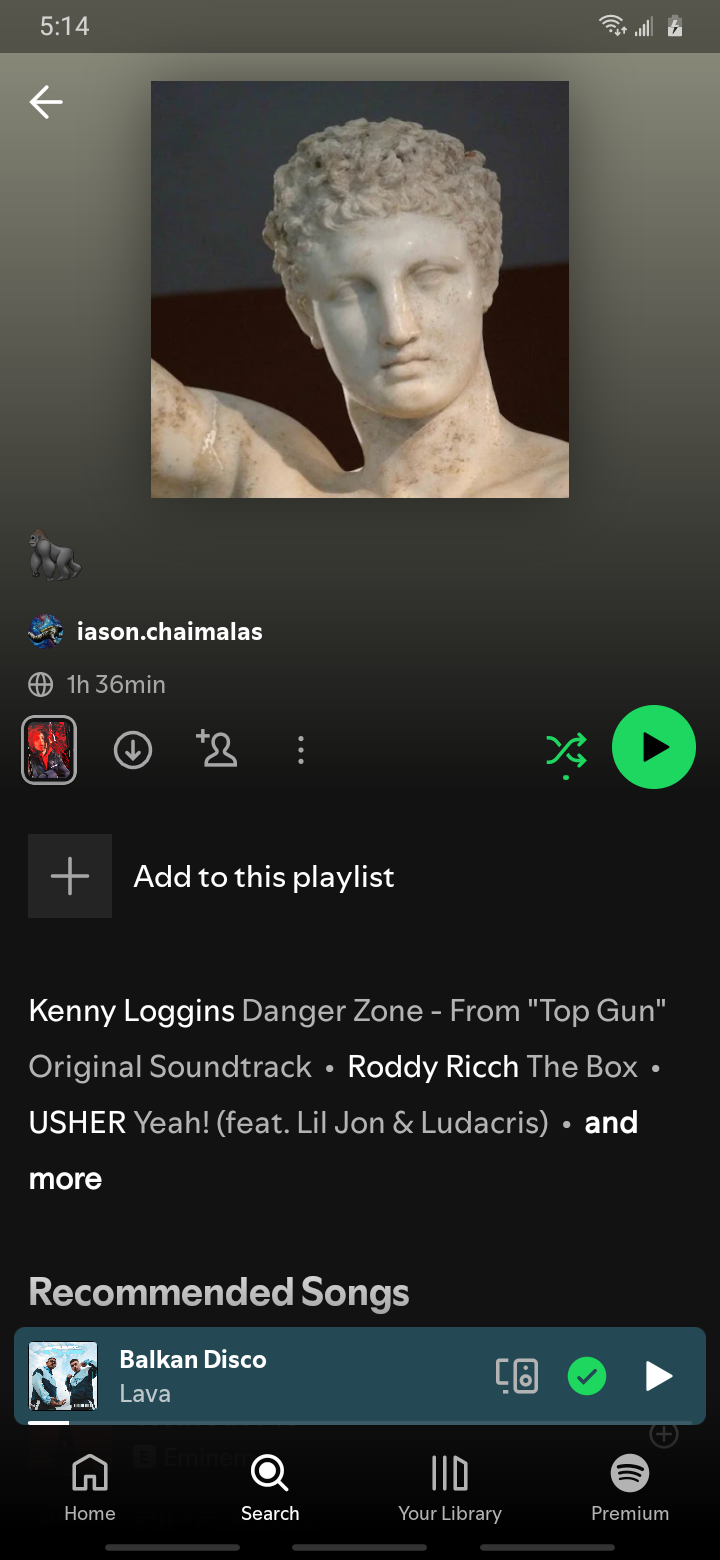 5:14
🦍
iason.chaimalas
1h 36min
Add to this playlist
Kenny Loggins Danger Zone - From "Top Gun"
Original Soundtrack • Roddy Ricch The Box •
USHER Yeah! (feat. Lil Jon & Ludacris) • and
more
Recommended Songs
Balkan Disco
Lava
E Eminem
Home Search Your Library Premium